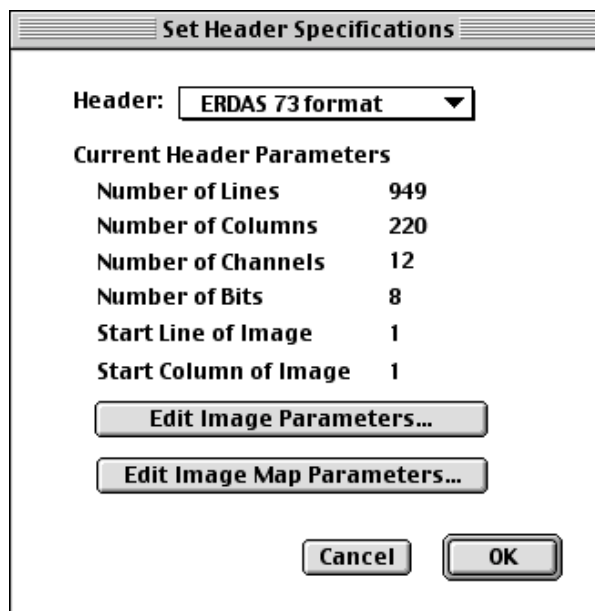 Set Header Specifications
Header: ERDAS 73 format
Current Header Parameters
Number of Lines 949
Number of Columns 220
Number of Channels 12
Number of Bits 8
Start Line of Image 1
Start Column of Image 1
Edit Image Parameters...
Edit Image Map Parameters...
Cancel OK